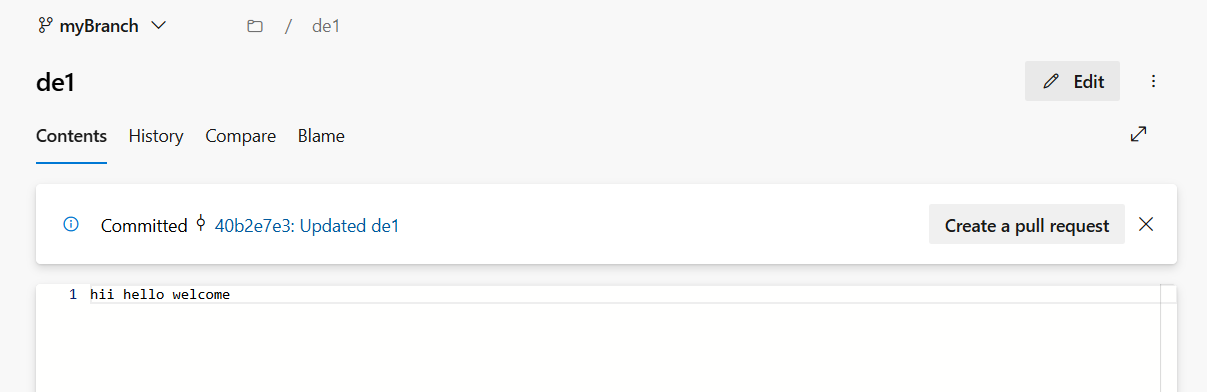 myBranch / de1
de1
Edit
Contents History Compare Blame
Committed 40b2e7e3: Updated de1
Create a pull request
1 hii hello welcome